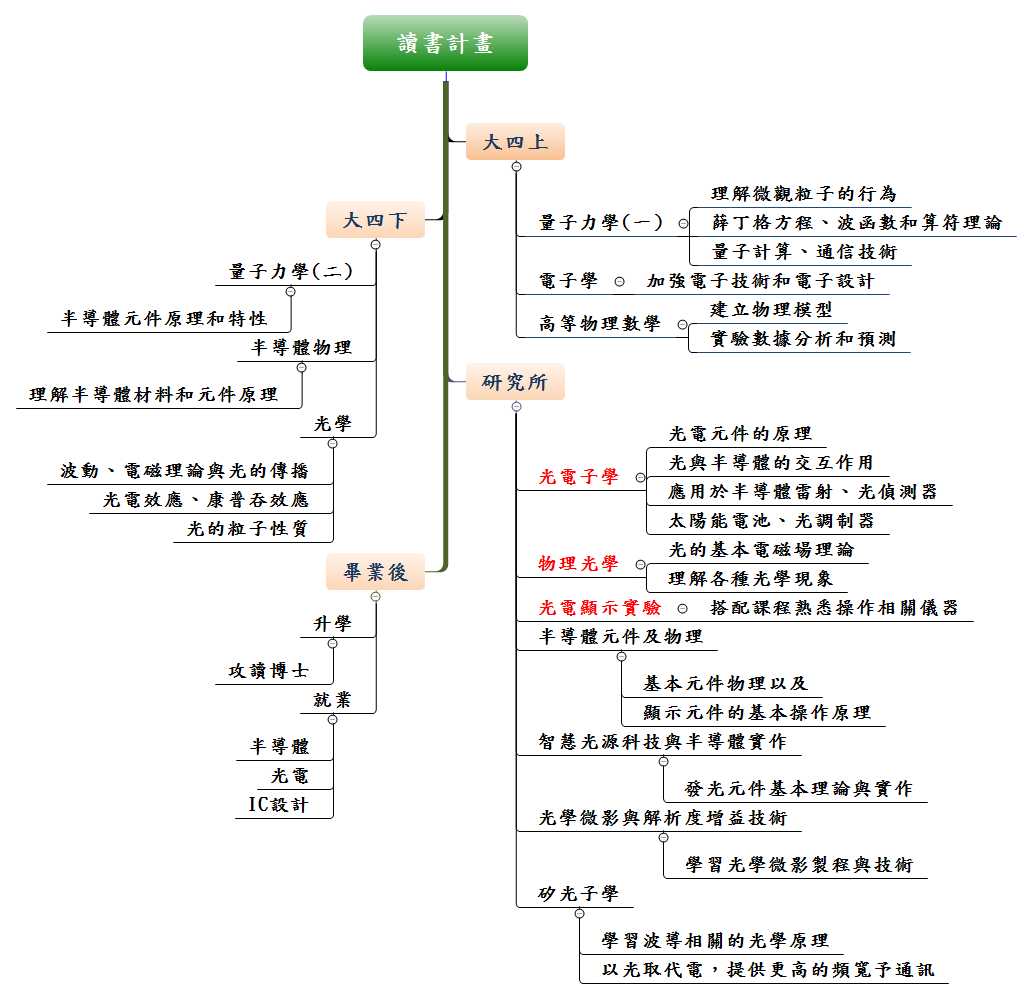 讀書計畫
大四上
量子力學(一)
理解微觀粒子的行為
薛丁格方程、波函數和算符理論
量子計算、通信技術
電子學
加強電子技術和電子設計
高等物理數學
建立物理模型
實驗數據分析和預測
大四下
量子力學(二)
半導體元件原理和特性
半導體物理
理解半導體材料和元件原理
光學
波動、電磁理論與光的傳播
光電效應、康普吞效應
光的粒子性質
研究所
光電子學
光電元件的原理
光與半導體的交互作用
應用於半導體雷射、光偵測器
太陽能電池、光調制器
物理光學
光的基本電磁場理論
理解各種光學現象
光電顯示實驗
搭配課程熟悉操作相關儀器
半導體元件及物理
基本元件物理以及
顯示元件的基本操作原理
智慧光源科技與半導體實作
發光元件基本理論與實作
光學微影與解析度增益技術
學習光學微影製程與技術
矽光子學
學習波導相關的光學原理
以光取代電，提供更高的頻寬予通訊
畢業後
升學
攻讀博士
就業
半導體
光電
IC設計